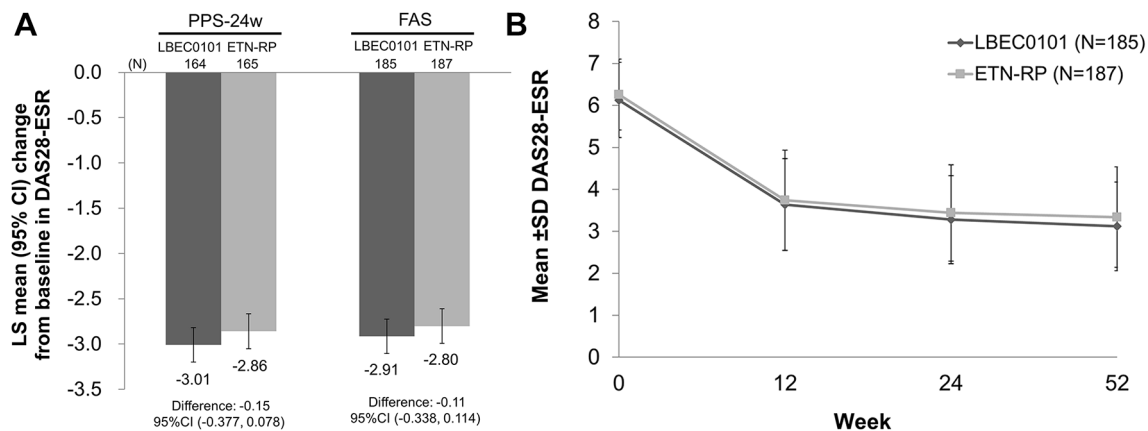 A
PPS-24w
FAS
LBEC0101 ETN-RP
LBEC0101 ETN-RP
(N) 164 165
185 187
0.0
-0.5
-1.0
-1.5
-2.0
-2.5
-3.0
-3.5
LS mean (95% CI) change
from baseline in DAS28-ESR
-3.01
-2.86
-2.91
-2.80
Difference: -0.15
95%CI (-0.377, 0.078)
Difference: -0.11
95%CI (-0.338, 0.114)
B
8
7
6
5
4
3
2
1
0
Mean ±SD DAS28-ESR
LBEC0101 (N=185)
ETN-RP (N=187)
0
12
24
52
Week